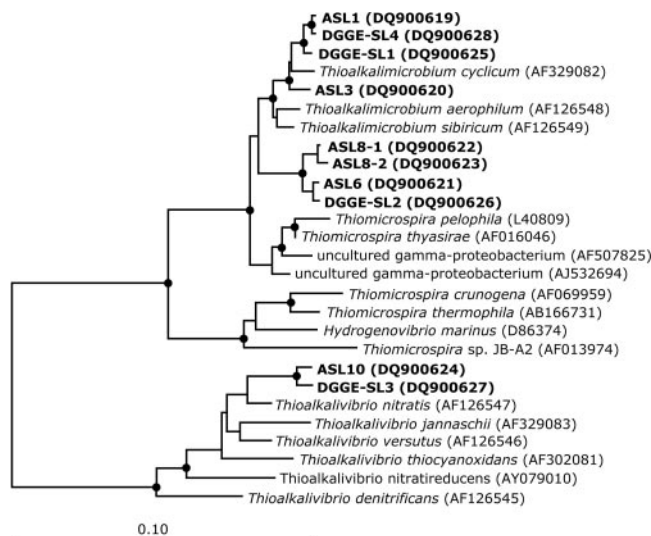 ASL1 (DQ900619)
DGGE-SL4 (DQ900628)
DGGE-SL1 (DQ900625)
Thioalkalimicrobium cyclicum (AF329082)
ASL3 (DQ900620)
Thioalkalimicrobium aerophilum (AF126548)
Thioalkalimicrobium sibiricum (AF126549)
ASL8-1 (DQ900622)
ASL8-2 (DQ900623)
ASL6 (DQ900621)
DGGE-SL2 (DQ900626)
Thiomicrospira pelophila (L40809)
Thiomicrospira thyasirae (AF016046)
uncultured gamma-proteobacterium (AF507825)
uncultured gamma-proteobacterium (AJ532694)
Thiomicrospira crunogena (AF069959)
Thiomicrospira thermophila (AB166731)
Hydrogenovibrio marinus (D86374)
Thiomicrospira sp. JB-A2 (AF013974)
ASL10 (DQ900624)
DGGE-SL3 (DQ900627)
Thioalkalivibrio nitratis (AF126547)
Thioalkalivibrio jannaschii (AF329083)
Thioalkalivibrio versutus (AF126546)
Thioalkalivibrio thiocyanoxidans (AF302081)
Thioalkalivibrio nitratireducens (AY079010)
Thioalkalivibrio denitrificans (AF126545)
0.10